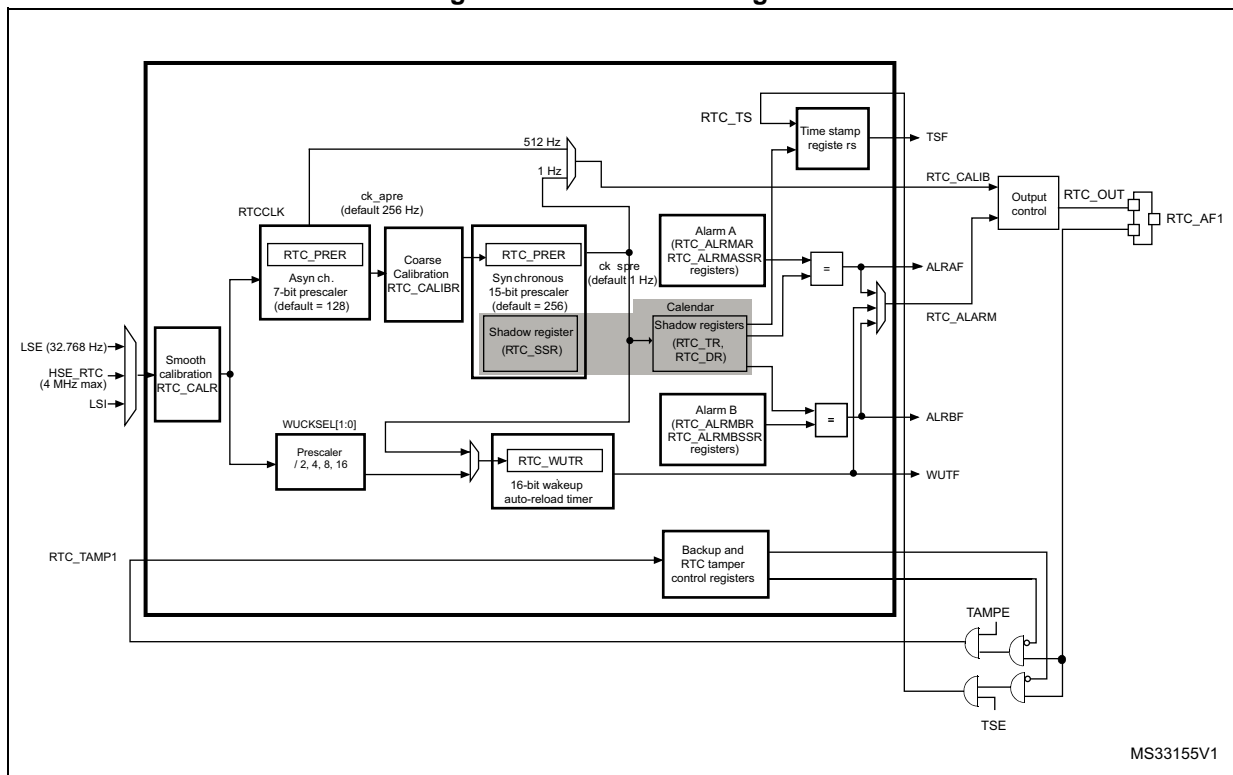 RTC_TS
Time stamp
registe rs
TSF
512 Hz
1 Hz
RTC_CALIB
Output
control
RTC_OUT
RTC_AF1
ck_apre
(default 256 Hz)
RTCCLK
RTC_PRER
Asyn ch.
7-bit prescaler
(default = 128)
Coarse
Calibration
RTC_CALIBR
RTC_PRER
Syn chronous
15-bit prescaler
(default = 256)
ck_spre
(default 1 Hz)
Alarm A
(RTC_ALRMAR
RTC_ALRMASSR
registers)
=
ALRAF
Calendar
Shadow register
(RTC_SSR)
Shadow registers
(RTC_TR,
RTC_DR)
RTC_ALARM
LSE (32.768 Hz)
HSE_RTC
(4 MHz max)
LSI
Smooth
calibration
RTC_CALR
Alarm B
(RTC_ALRMBR
RTC_ALRMBSSR
registers)
=
ALRBF
WUCKSEL[1:0]
Prescaler
/ 2, 4, 8, 16
RTC_WUTR
16-bit wakeup
auto-reload timer
WUTF
RTC_TAMP1
Backup and
RTC tamper
control registers
TAMPE
TSE
MS33155V1